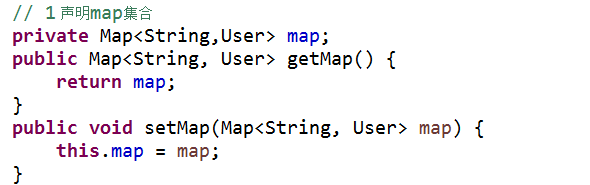 // 1 声明map集合
private Map<String,User> map;
public Map<String, User> getMap() {
    return map;
}
public void setMap(Map<String, User> map) {
    this.map = map;
}